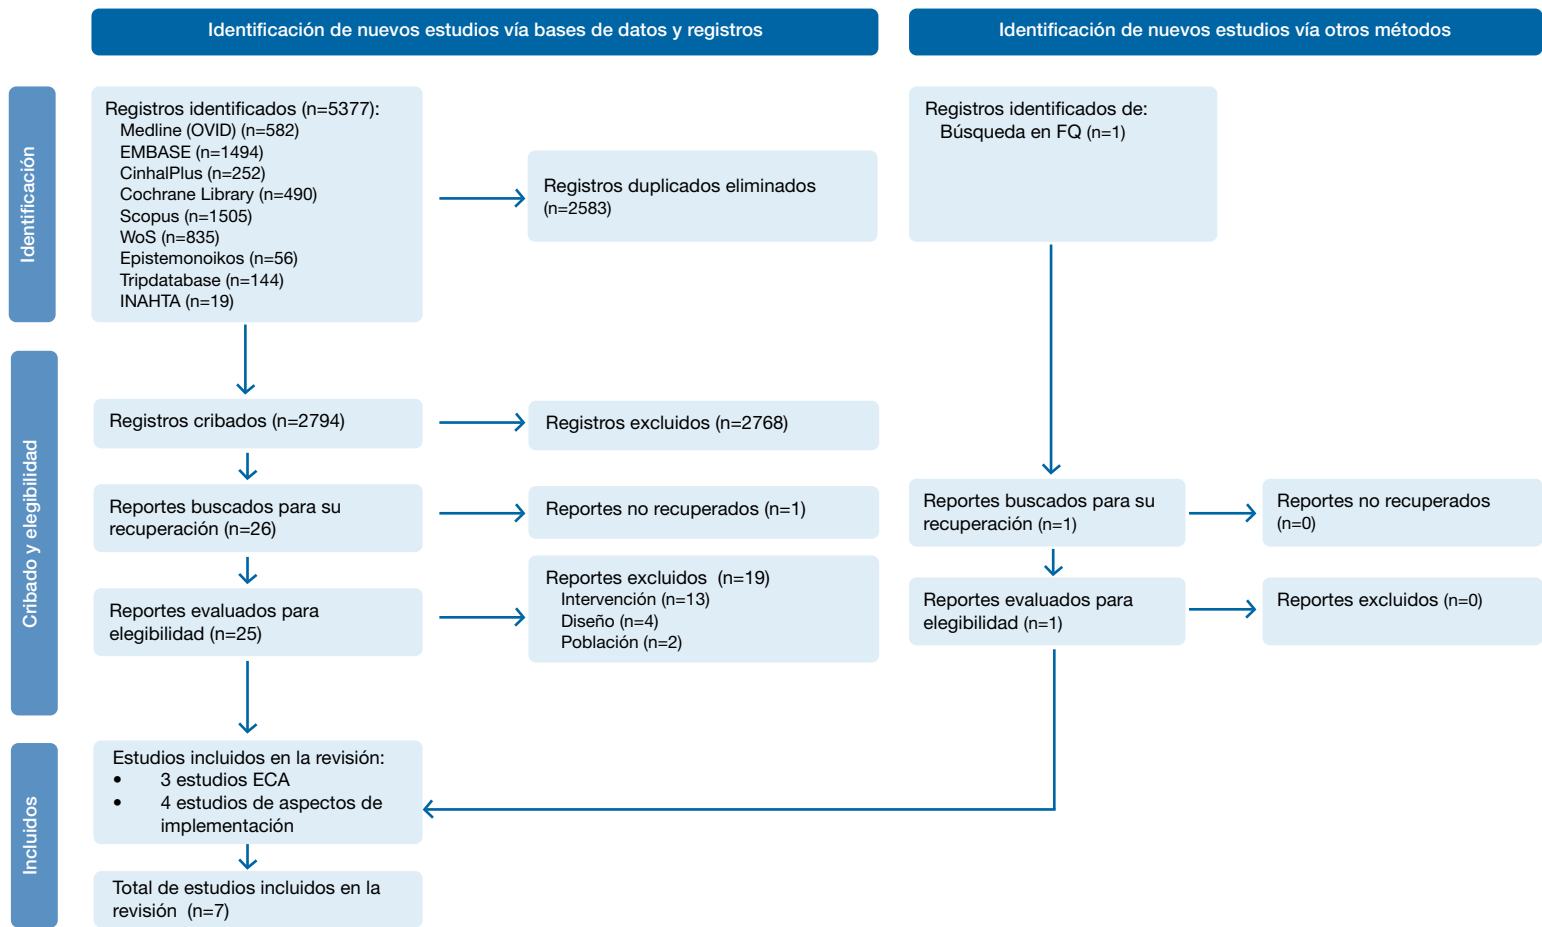 Identificación de nuevos estudios vía bases de datos y registros
Identificación de nuevos estudios vía otros métodos
Identificación
Registros identificados (n=5377):
Medline (OVID) (n=582)
EMBASE (n=1494)
CinhalPlus (n=252)
Cochrane Library (n=490)
Scopus (n=1505)
WoS (n=835)
Epistemonoikos (n=56)
Tripdatabase (n=144)
INAHTA (n=19)
Registros duplicados eliminados
(n=2583)
Registros identificados de:
Búsqueda en FQ (n=1)
Cribado y elegibilidad
Registros cribados (n=2794)
Registros excluidos (n=2768)
Reportes buscados para su
recuperación (n=26)
Reportes no recuperados (n=1)
Reportes buscados para su
recuperación (n=1)
Reportes no recuperados
(n=0)
Reportes evaluados para
elegibilidad (n=25)
Reportes excluidos (n=19)
Intervención (n=13)
Diseño (n=4)
Población (n=2)
Reportes evaluados para
elegibilidad (n=1)
Reportes excluidos (n=0)
Incluidos
Estudios incluidos en la revisión:
• 3 estudios ECA
• 4 estudios de aspectos de
implementación
Total de estudios incluidos en la
revisión (n=7)